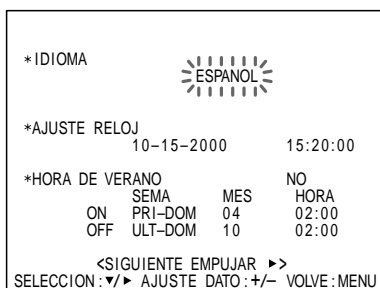 *IDIOMA
ESPANOL
*AJUSTE RELOJ
10-15-2000 15:20:00
*HORA DE VERANO NO
SEMA MES HORA
ON PRI-DOM 04 02:00
OFF ULT-DOM 10 02:00
<SIGUIENTE EMPUJAR ►>
SELECCION:▼/► AJUSTE DATO:+/– VOLVE:MENU